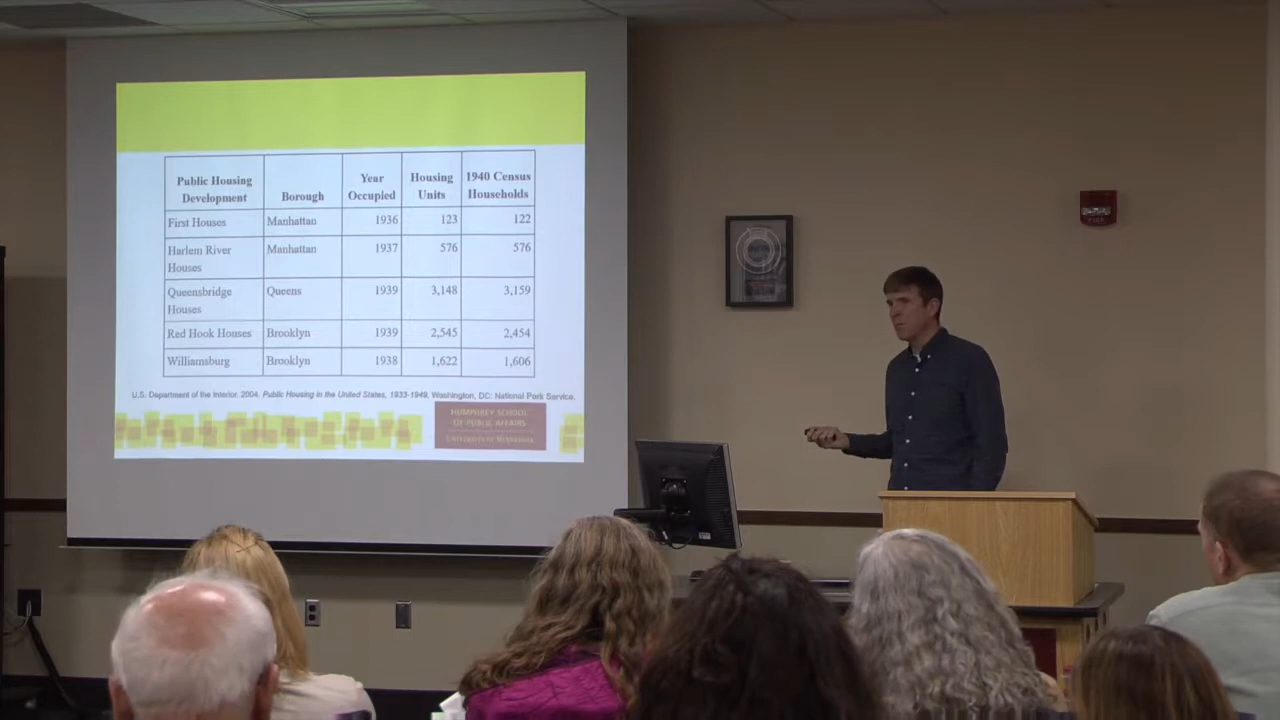 Public Housing Development Borough Year Occupied Housing Units 1940 Census Households
First Houses Manhattan 1936 123 122
Harlem River Houses Manhattan 1937 576 576
Queensbridge Houses Queens 1939 3,148 3,159
Red Hook Houses Brooklyn 1939 2,545 2,454
Williamsburg Brooklyn 1938 1,622 1,606
U.S. Department of the Interior. 2004. Public Housing in the United States, 1933-1949, Washington, DC: National Park Service.
HUMPHREY SCHOOL
OF PUBLIC AFFAIRS
UNIVERSITY OF MINNESOTA
FIRE